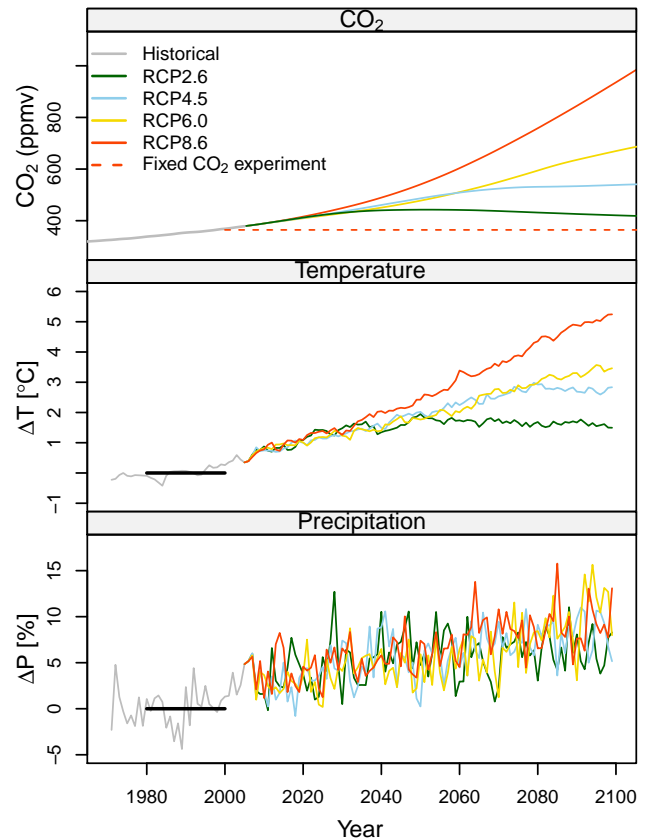 CO₂
Historical
RCP2.6
RCP4.5
RCP6.0
RCP8.6
Fixed CO₂ experiment
CO₂ (ppmv)
400
600
800
Temperature
ΔT [°C]
−1
1
2
3
4
5
6
Precipitation
ΔP [%]
−5
0
5
10
15
1980
2000
2020
2040
2060
2080
2100
Year